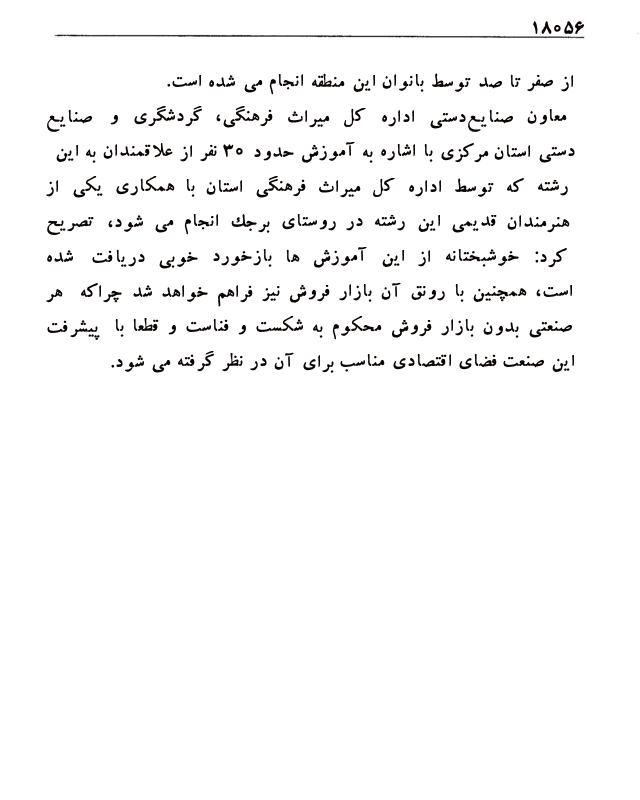 ۱۸۰۵۶
از صفر تا صد توسط بانوان این منطقه انجام می شده است.
معاون صنایع‌دستی اداره کل میراث فرهنگی، گردشگری و صنایع
دستی استان مرکزی با اشاره به آموزش حدود ۳۰ نفر از علاقمندان به این
رشته که توسط اداره کل میراث فرهنگی استان با همکاری یکی از
هنرمندان قدیمی این رشته در روستای برجك انجام می شود، تصریح
کرد: خوشبختانه از این آموزش ها بازخورد خوبی دریافت شده
است، همچنین با رونق آن بازار فروش نیز فراهم خواهد شد چراکه هر
صنعتی بدون بازار فروش محکوم به شکست و فناست و قطعا با پیشرفت
این صنعت فضای اقتصادی مناسب برای آن در نظر گرفته می شود.